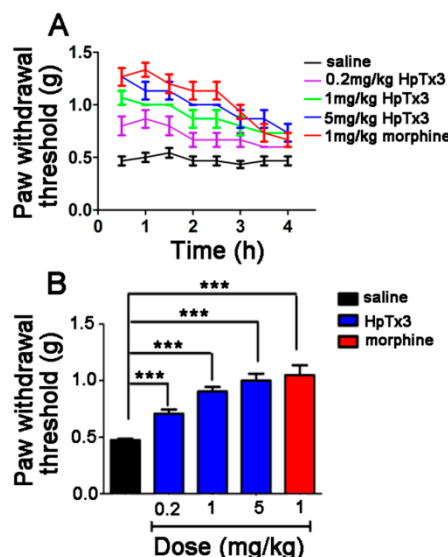 A
Paw withdrawal
threshold (g)
1.5
1.0
0.5
0.0
0
1
2
3
4
Time (h)
saline
0.2mg/kg HpTx3
1mg/kg HpTx3
5mg/kg HpTx3
1mg/kg morphine
B
Paw withdrawal
threshold (g)
1.5
1.0
0.5
0.0
***
***
***
***
0.2
1
5
1
Dose (mg/kg)
saline
HpTx3
morphine